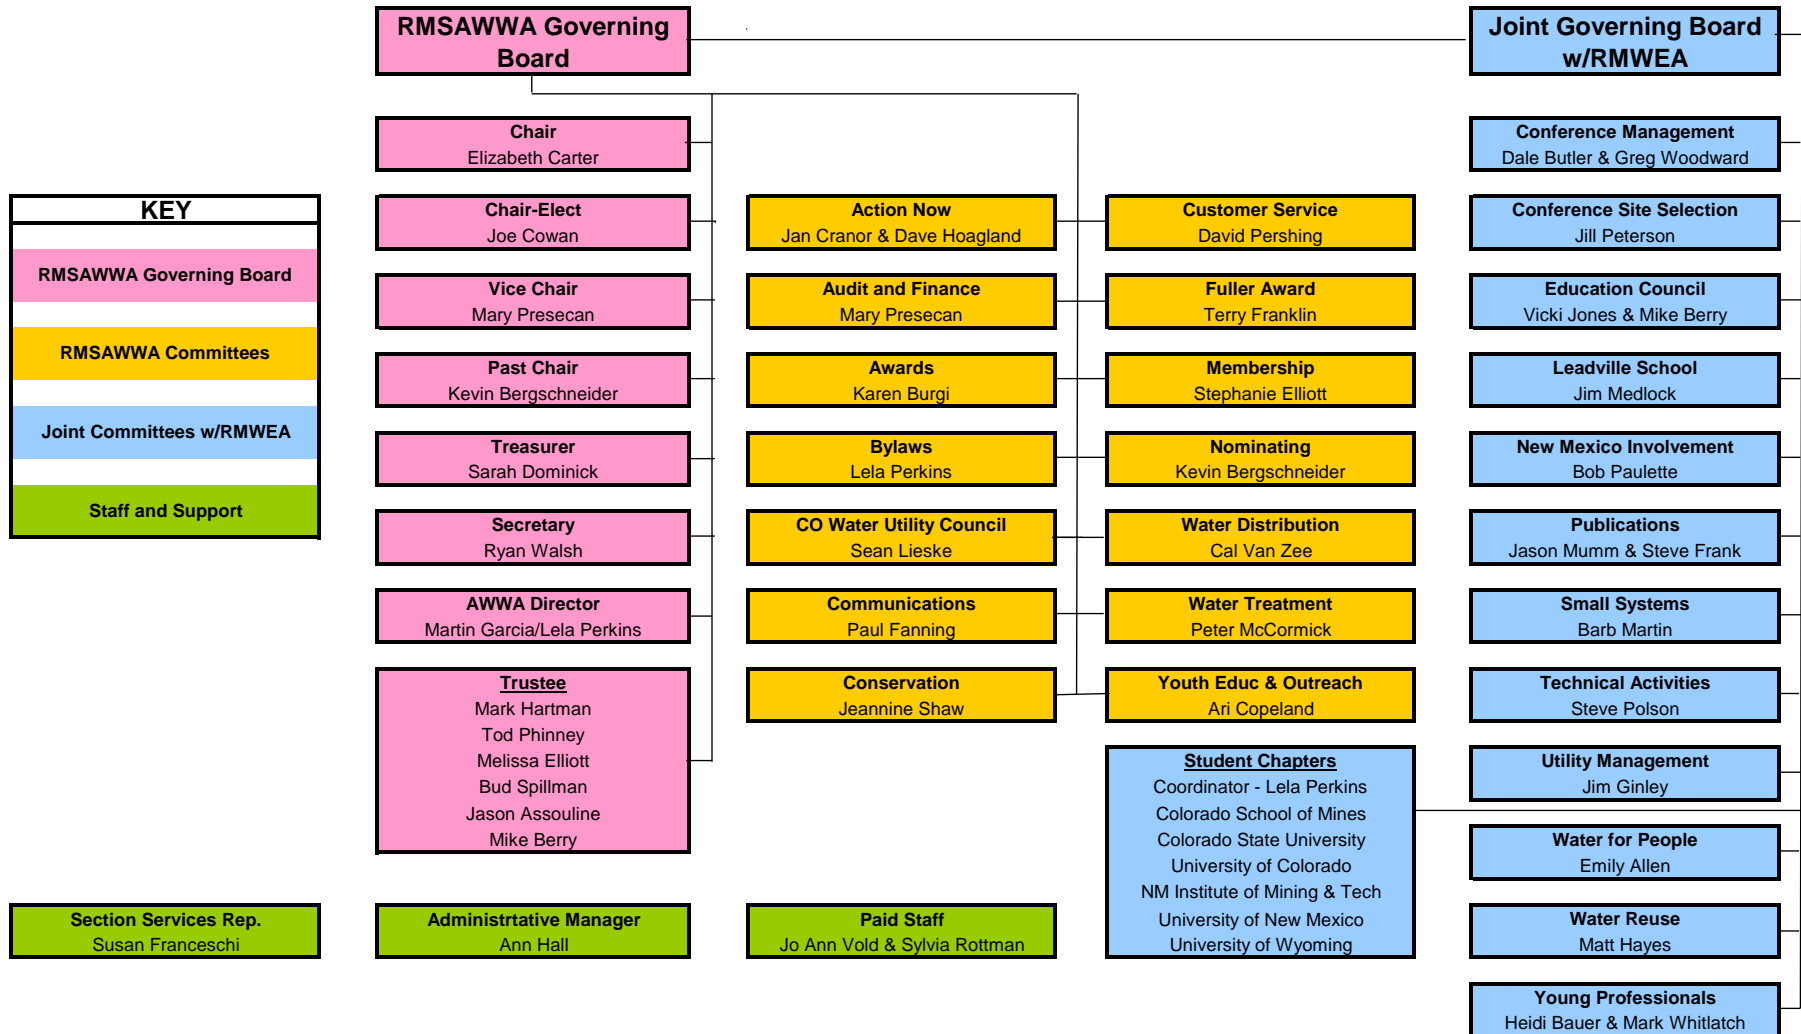 RMSAWWA Governing
Board
Joint Governing Board
w/RMWEA
Chair
Elizabeth Carter
Conference Management
Dale Butler & Greg Woodward
KEY
RMSAWWA Governing Board
RMSAWWA Committees
Joint Committees w/RMWEA
Staff and Support
Chair-Elect
Joe Cowan
Action Now
Jan Cranor & Dave Hoagland
Customer Service
David Pershing
Conference Site Selection
Jill Peterson
Vice Chair
Mary Presecan
Audit and Finance
Mary Presecan
Fuller Award
Terry Franklin
Education Council
Vicki Jones & Mike Berry
Past Chair
Kevin Bergschneider
Awards
Karen Burgi
Membership
Stephanie Elliott
Leadville School
Jim Medlock
Treasurer
Sarah Dominick
Bylaws
Lela Perkins
Nominating
Kevin Bergschneider
New Mexico Involvement
Bob Paulette
Secretary
Ryan Walsh
CO Water Utility Council
Sean Lieske
Water Distribution
Cal Van Zee
Publications
Jason Mumm & Steve Frank
AWWA Director
Martin Garcia/Lela Perkins
Communications
Paul Fanning
Water Treatment
Peter McCormick
Small Systems
Barb Martin
Trustee
Mark Hartman
Tod Phinney
Melissa Elliott
Bud Spillman
Jason Assouline
Mike Berry
Conservation
Jeannine Shaw
Youth Educ & Outreach
Ari Copeland
Technical Activities
Steve Polson
Student Chapters
Coordinator - Lela Perkins
Colorado School of Mines
Colorado State University
University of Colorado
NM Institute of Mining & Tech
University of New Mexico
University of Wyoming
Utility Management
Jim Ginley
Water for People
Emily Allen
Section Services Rep.
Susan Franceschi
Administrtative Manager
Ann Hall
Paid Staff
Jo Ann Vold & Sylvia Rottman
Water Reuse
Matt Hayes
Young Professionals
Heidi Bauer & Mark Whitlatch